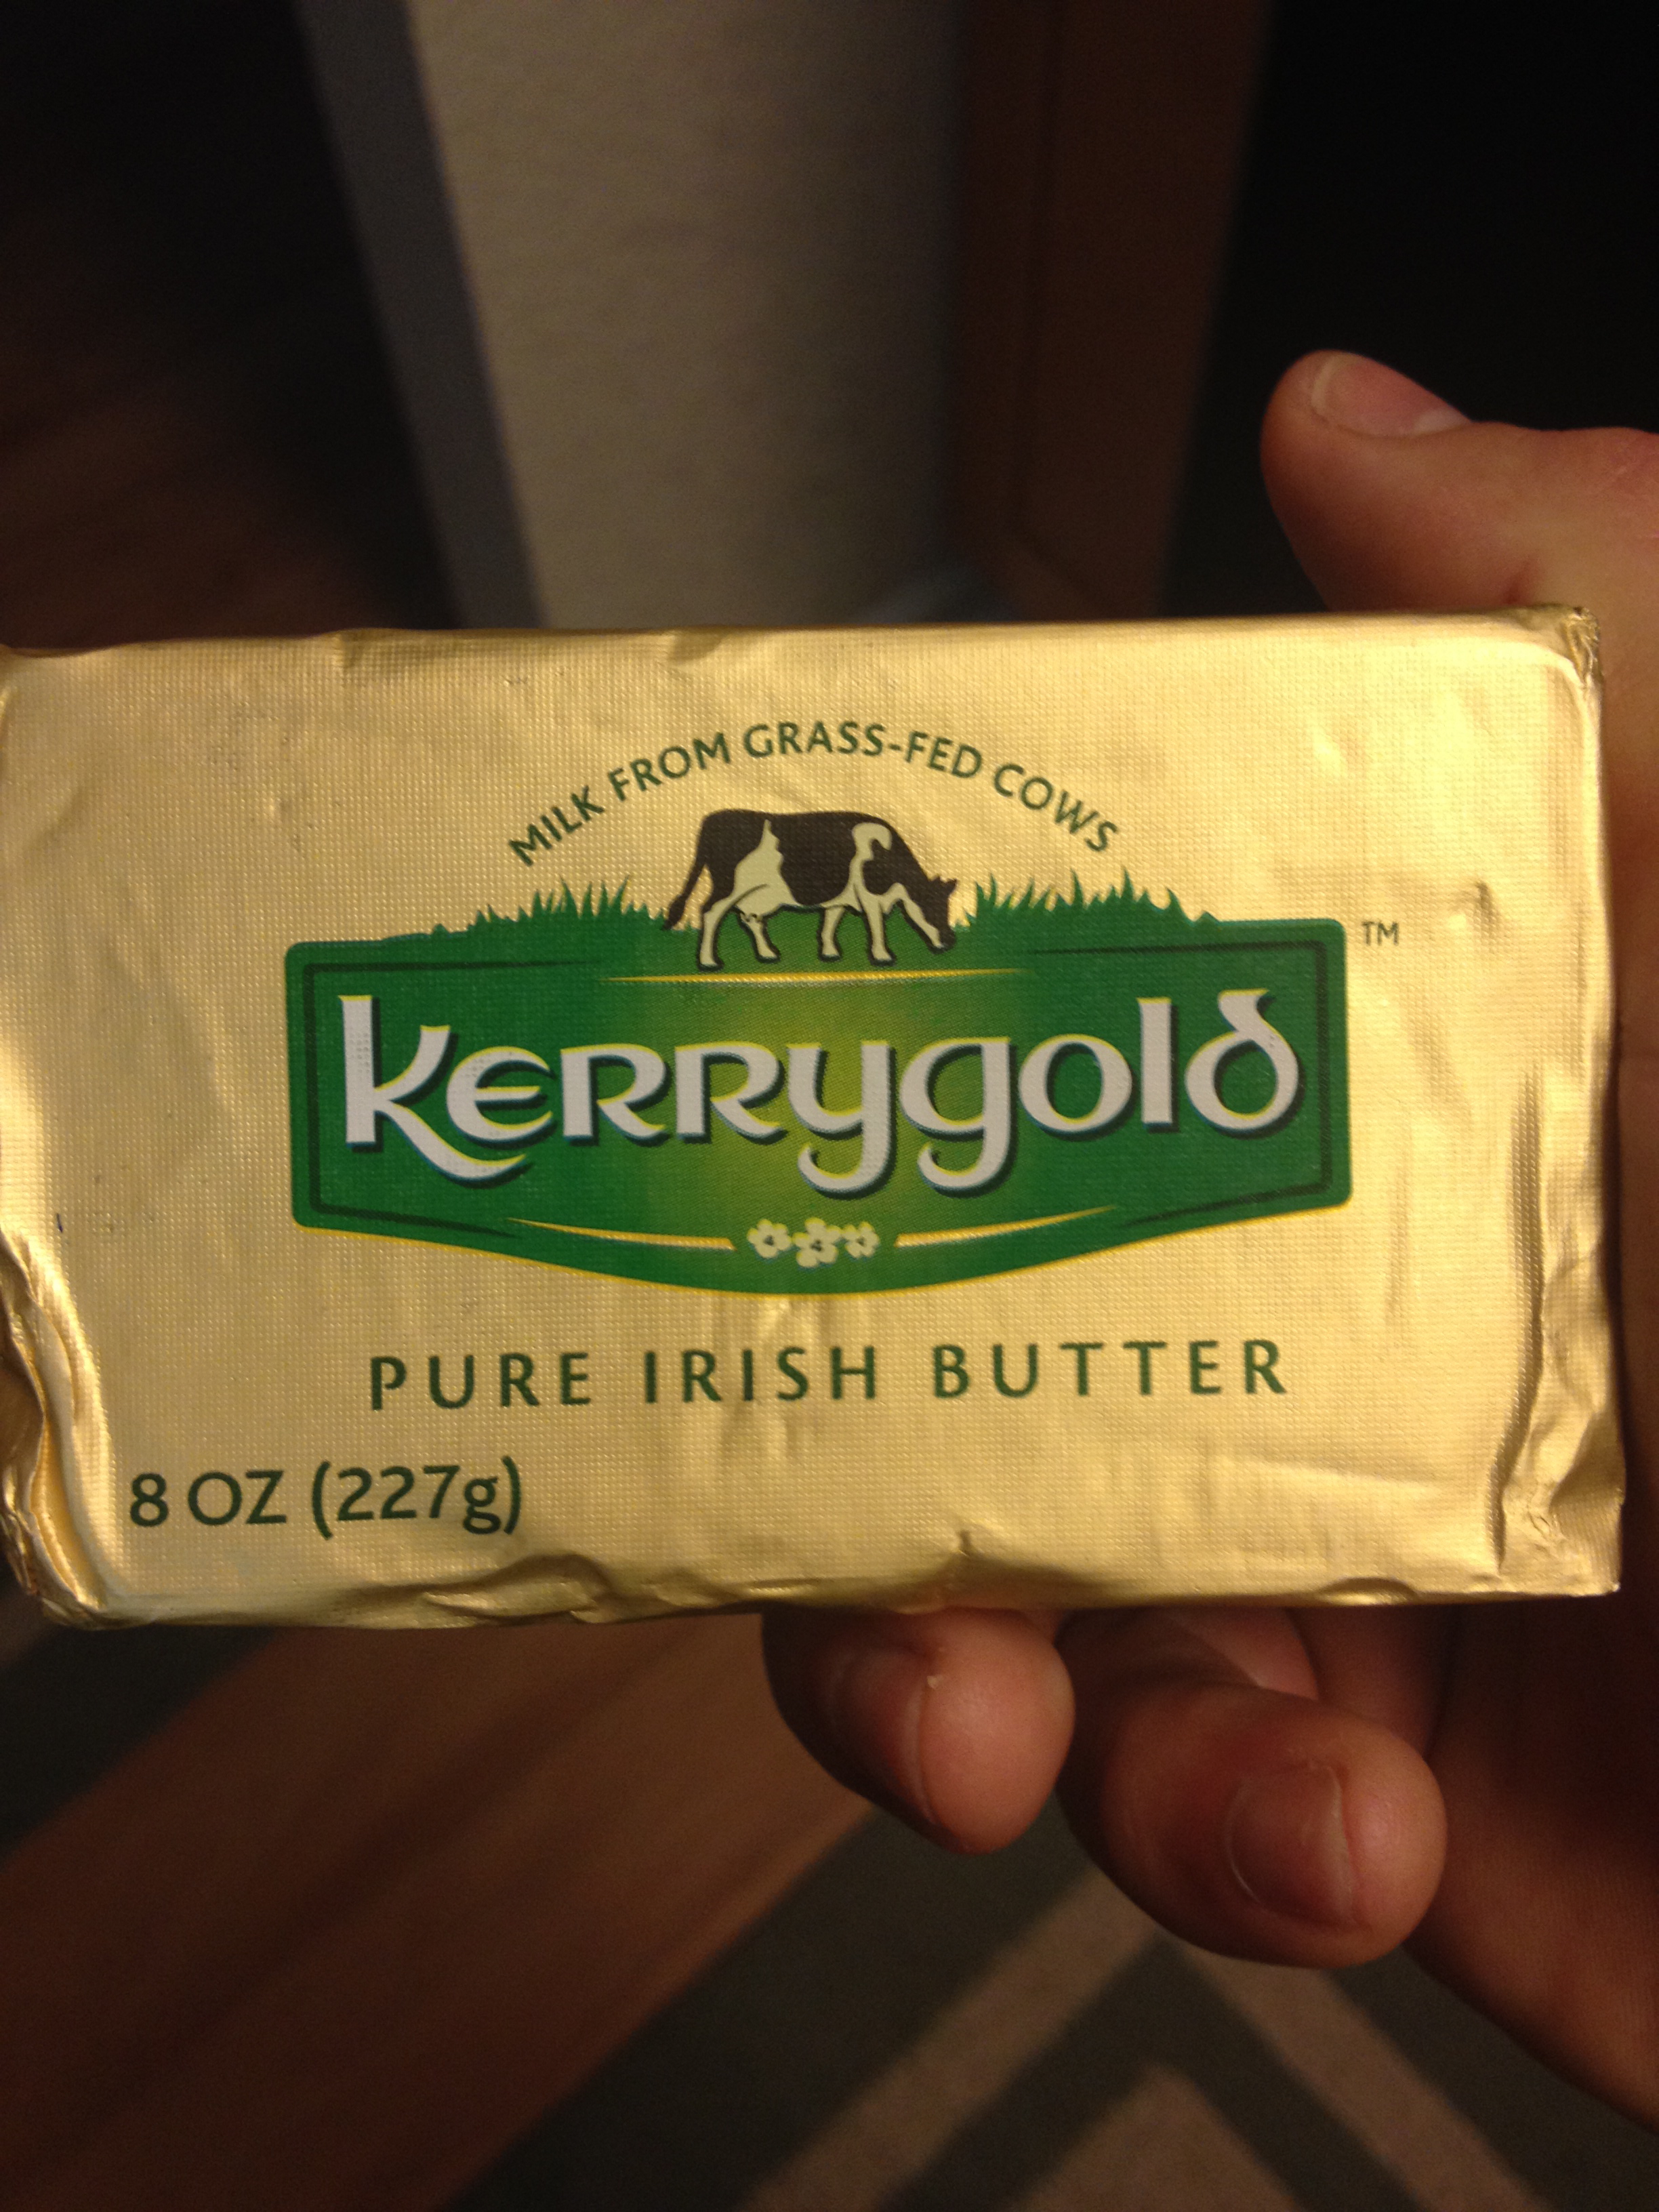 MILK FROM GRASS-FED COWS
Kerrygold
TM
PURE IRISH BUTTER
8 OZ (227g)